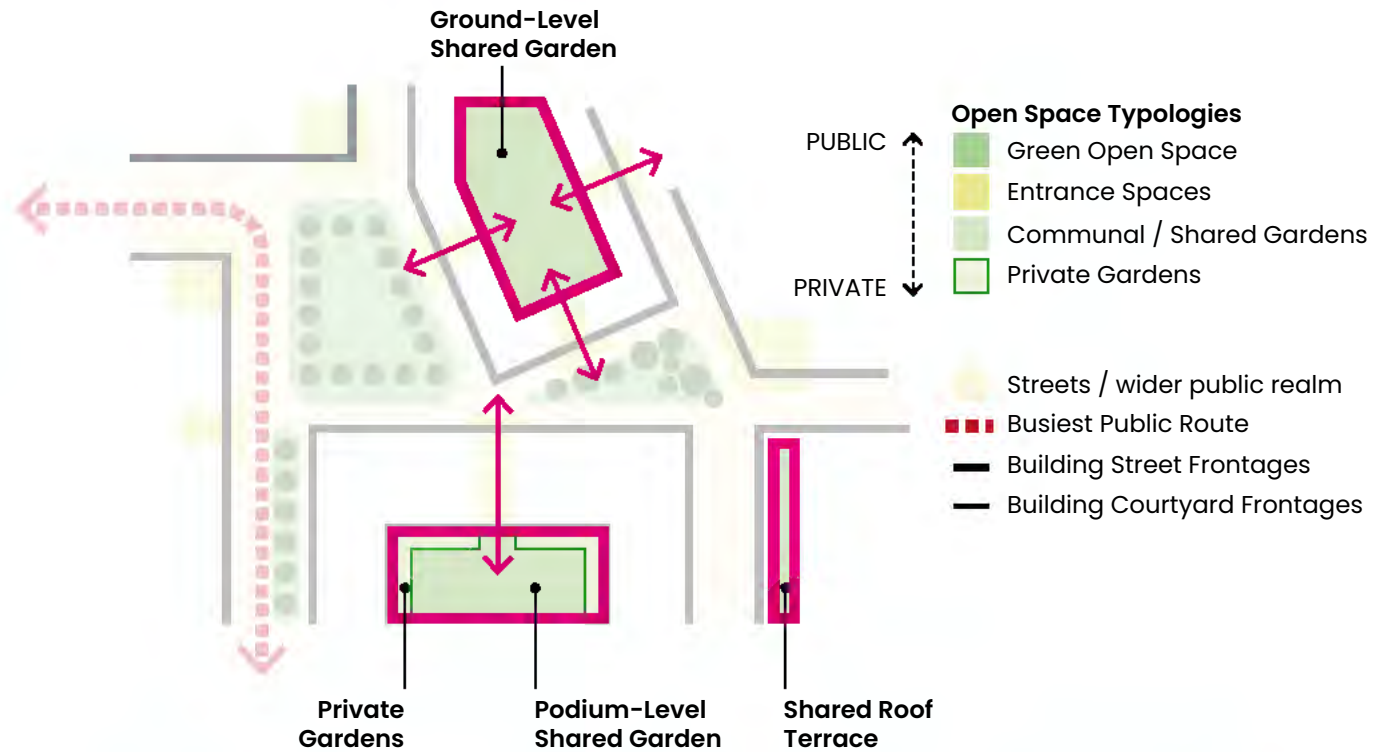 Ground-Level
Shared Garden
Open Space Typologies
PUBLIC
Green Open Space
Entrance Spaces
Communal / Shared Gardens
PRIVATE
Private Gardens
Streets / wider public realm
Busiest Public Route
Building Street Frontages
Building Courtyard Frontages
Private
Gardens
Podium-Level
Shared Garden
Shared Roof
Terrace